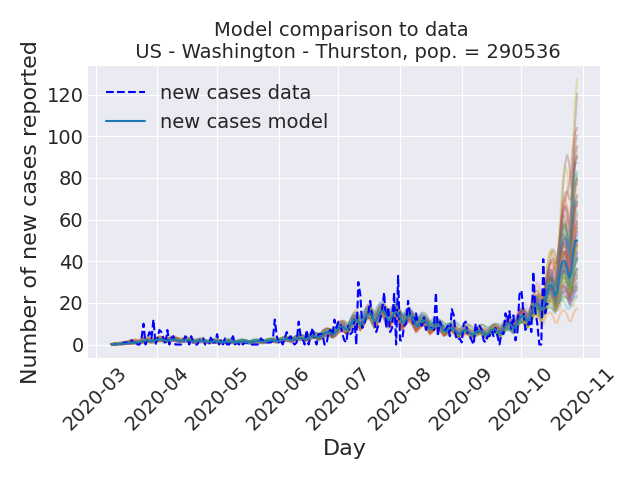 Model comparison to data
US - Washington - Thurston, pop. = 290536
new cases data
new cases model
Number of new cases reported
120
100
80
60
40
20
0
2020-03
2020-04
2020-05
2020-06
2020-07
2020-08
2020-09
2020-10
2020-11
Day